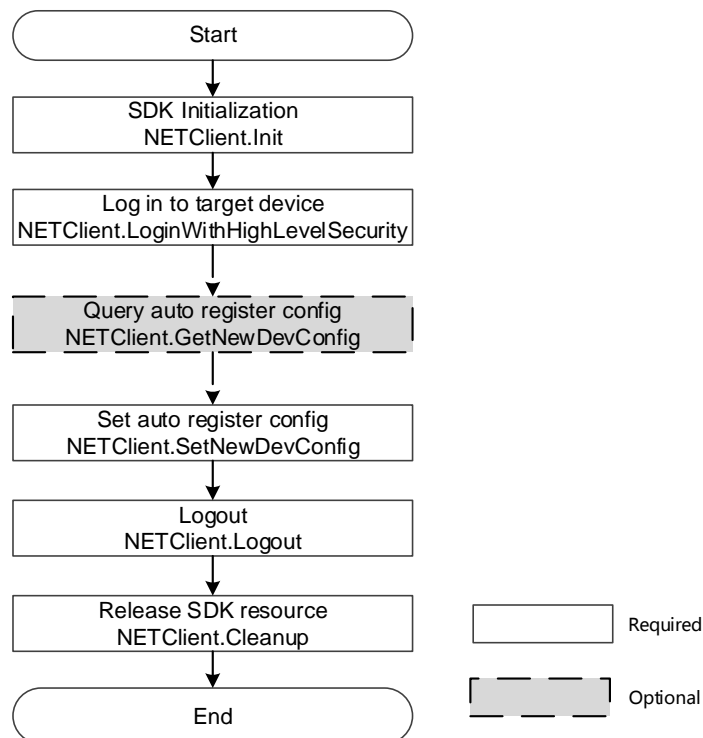 Start
SDK Initialization
NETClient.Init
Log in to target device
NETClient.LoginWithHighLevelSecurity
Query auto register config
NETClient.GetNewDevConfig
Set auto register config
NETClient.SetNewDevConfig
Logout
NETClient.Logout
Release SDK resource
NETClient.Cleanup
Required
End
Optional